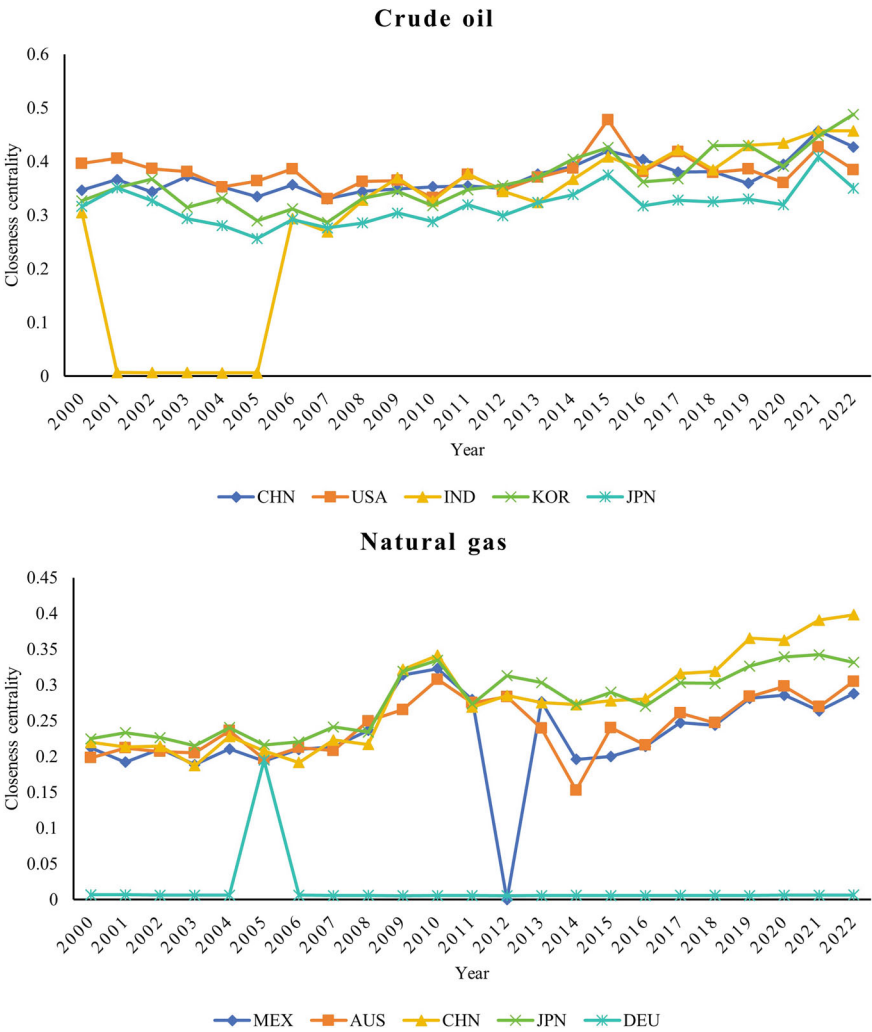 Crude oil
0.6
0.5
0.4
0.3
0.2
0.1
0
Closeness centrality
2000 2001 2002 2003 2004 2005 2006 2007 2008 2009 2010 2011 2012 2013 2014 2015 2016 2017 2018 2019 2020 2021 2022
Year
CHN USA IND KOR JPN
Natural gas
0.45
0.4
0.35
0.3
0.25
0.2
0.15
0.1
0.05
0
Closeness centrality
2000 2001 2002 2003 2004 2005 2006 2007 2008 2009 2010 2011 2012 2013 2014 2015 2016 2017 2018 2019 2020 2021 2022
Year
MEX AUS CHN JPN DEU